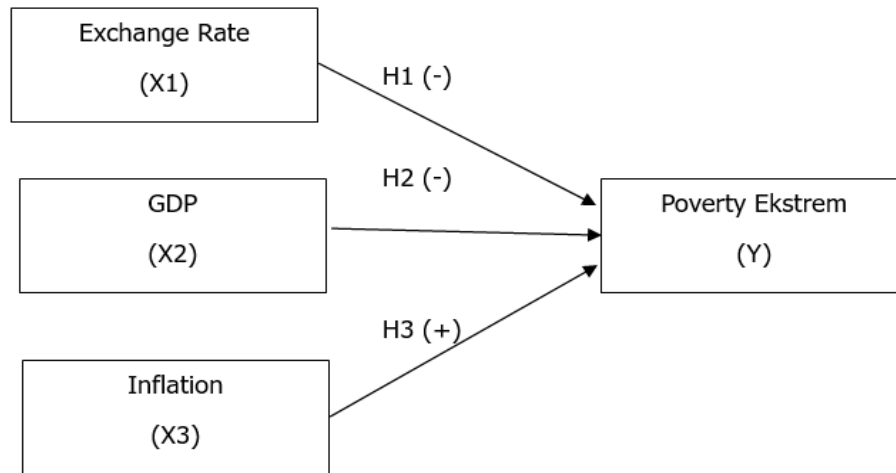 Exchange Rate
(X1)
H1 (-)
H2 (-)
GDP
(X2)
Poverty Ekstrem
(Y)
H3 (+)
Inflation
(X3)